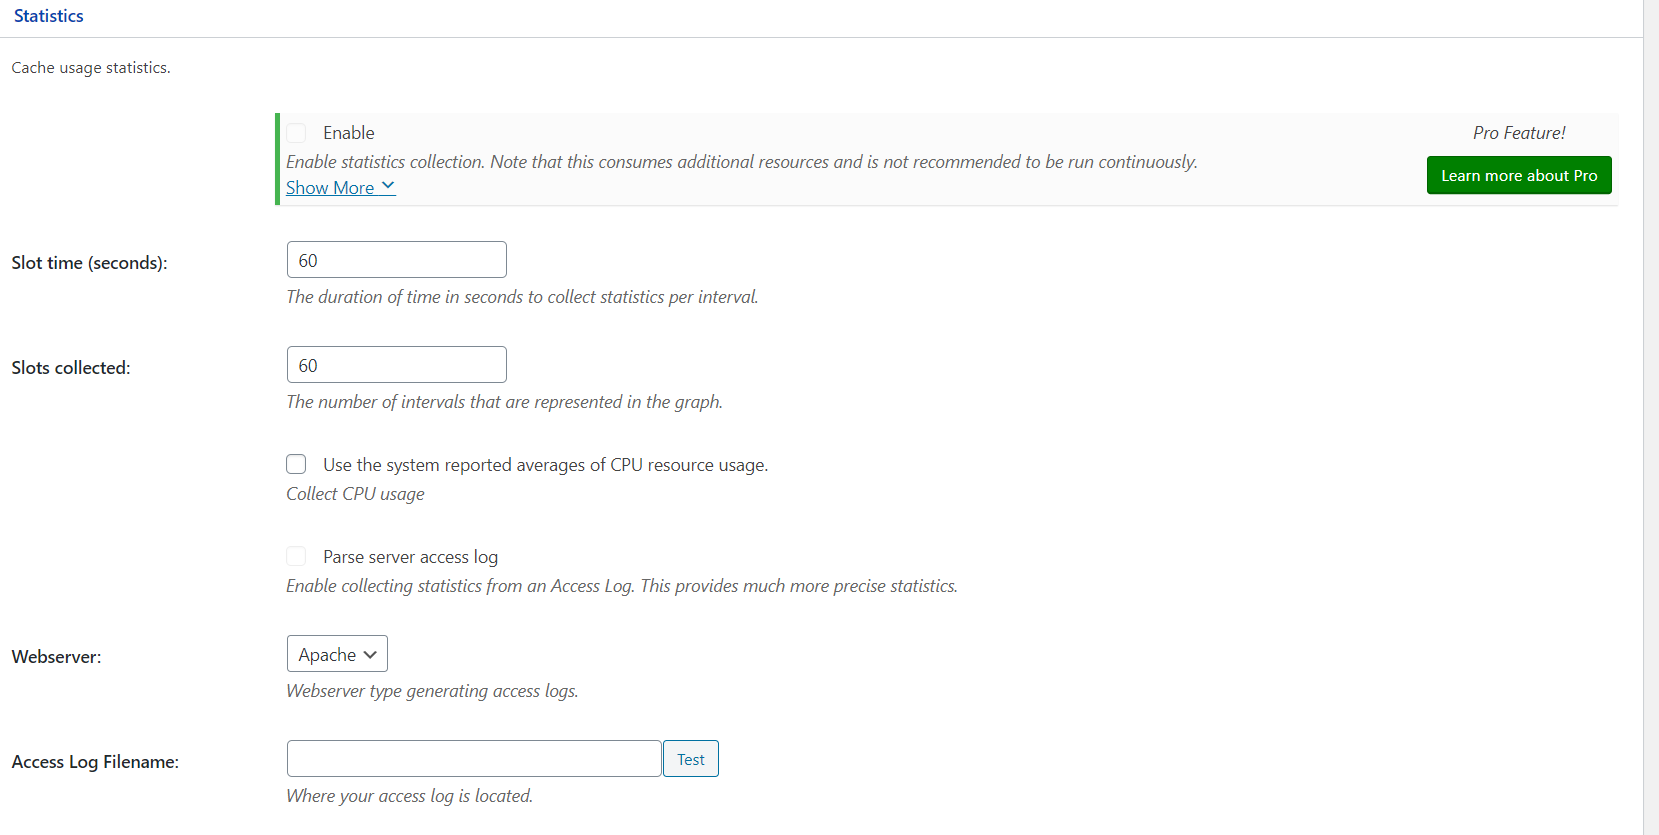 Statistics
Cache usage statistics.
Enable
Pro Feature!
Enable statistics collection. Note that this consumes additional resources and is not recommended to be run continuously.
Learn more about Pro
Show More
Slot time (seconds):
60
The duration of time in seconds to collect statistics per interval.
Slots collected:
60
The number of intervals that are represented in the graph.
Use the system reported averages of CPU resource usage.
Collect CPU usage
Parse server access log
Enable collecting statistics from an Access Log. This provides much more precise statistics.
Webserver:
Apache
Webserver type generating access logs.
Access Log Filename:
Test
Where your access log is located.